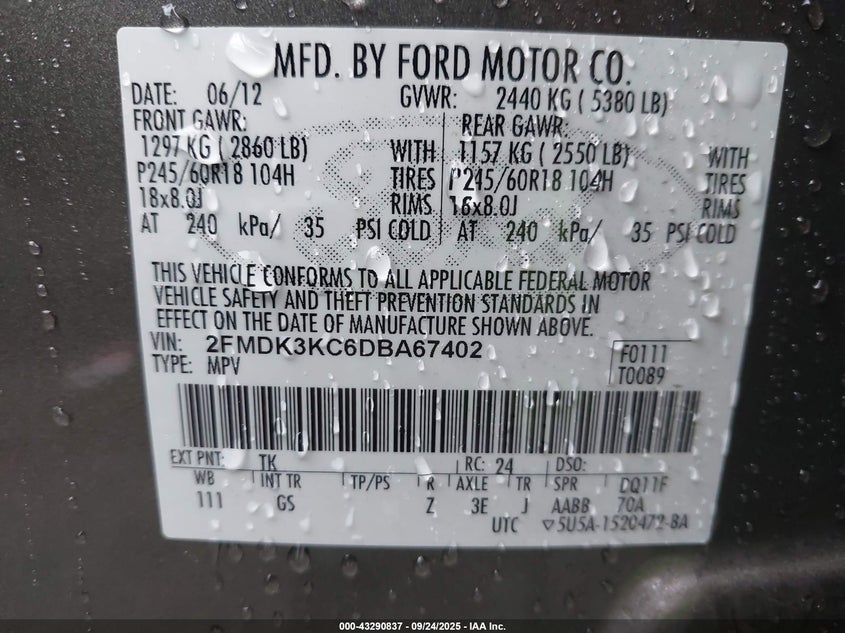 MFD. BY FORD MOTOR CO.
DATE: 06/12 GVWR: 2440 KG ( 5380 LB)
FRONT GAWR: REAR GAWR:
1297 KG ( 2860 LB) WITH 1157 KG ( 2550 LB) WITH
P245/60R18 104H TIRES P245/60R18 104H TIRES
18x8.0J RIMS 18x8.0J RIMS
AT 240 kPa/ 35 PSI COLD AT 240 kPa/ 35 PSI COLD
THIS VEHICLE CONFORMS TO ALL APPLICABLE FEDERAL MOTOR
VEHICLE SAFETY AND THEFT PREVENTION STANDARDS IN
EFFECT ON THE DATE OF MANUFACTURE SHOWN ABOVE.
VIN: 2FMDK3KC6DBA67402
TYPE: MPV
F0111
T0089
EXT PNT: TK RC: 24 DSO:
WB INT TR TP/PS R AXLE TR SPR DQ11F
111 GS Z 3E J AABB 70A
UTC ▽5U5A-1520472-BA
000-43290837 - 09/24/2025 - IAA Inc.